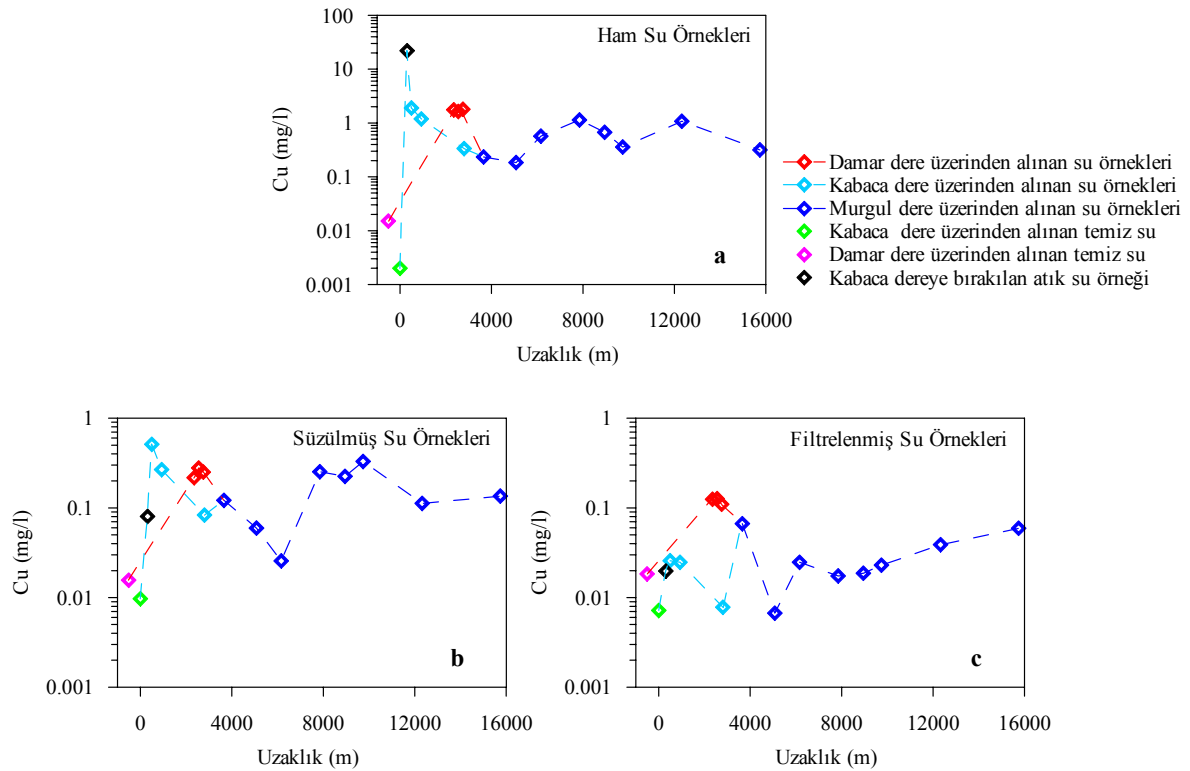 100
10
1
0.1
0.01
0.001
Cu (mg/l)
Ham Su Örnekleri
a
0 4000 8000 12000 16000
Uzaklık (m)
Damar dere üzerinden alınan su örnekleri
Kabaca dere üzerinden alınan su örnekleri
Murgul dere üzerinden alınan su örnekleri
Kabaca dere üzerinden alınan temiz su
Damar dere üzerinden alınan temiz su
Kabaca dereye bırakılan atık su örneği
1
0.1
0.01
0.001
Cu (mg/l)
Süzülmüş Su Örnekleri
b
0 4000 8000 12000 16000
Uzaklık (m)
1
0.1
0.01
0.001
Cu (mg/l)
Filtrelenmiş Su Örnekleri
c
0 4000 8000 12000 16000
Uzaklık (m)